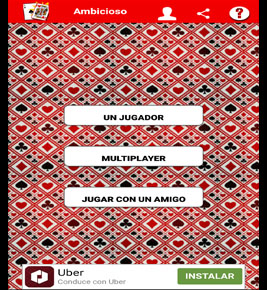 Ambicioso
?
UN JUGADOR
MULTIPLAYER
JUGAR CON UN AMIGO
Uber
Conduce con Uber
INSTALAR